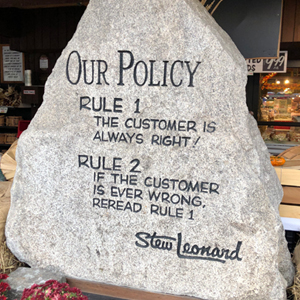 OUR POLICY
RULE 1
THE CUSTOMER IS
ALWAYS RIGHT!
RULE 2
IF THE CUSTOMER
IS EVER WRONG,
REREAD RULE 1
Stew Leonard